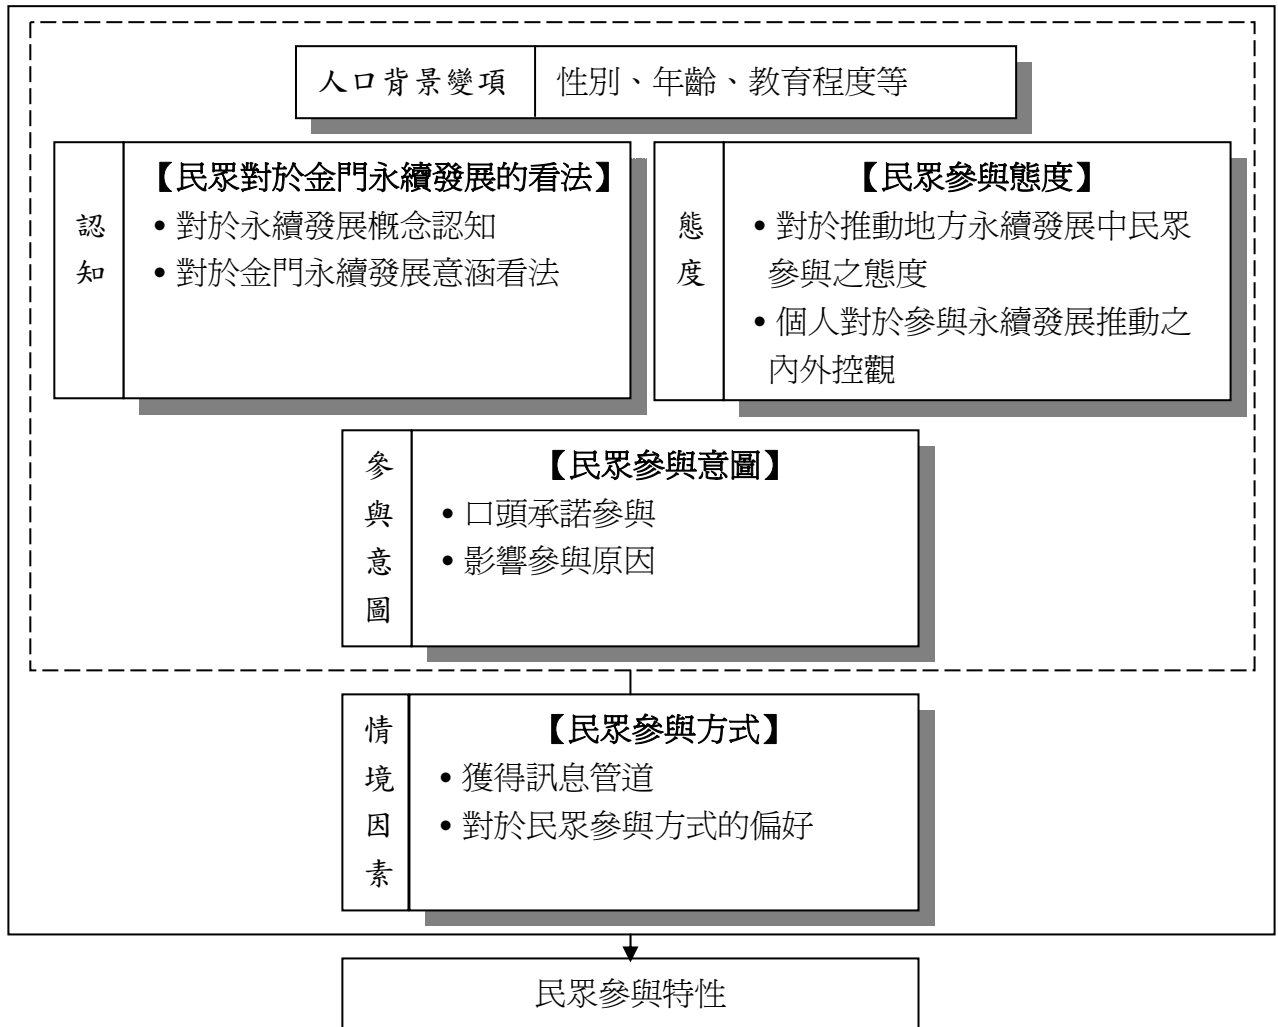 人口背景變項 性別、年齡、教育程度等
認知
【民眾對於金門永續發展的看法】
• 對於永續發展概念認知
• 對於金門永續發展意涵看法
態度
【民眾參與態度】
• 對於推動地方永續發展中民眾
參與之態度
• 個人對於參與永續發展推動之
內外控觀
參與意圖
【民眾參與意圖】
• 口頭承諾參與
• 影響參與原因
情境因素
【民眾參與方式】
• 獲得訊息管道
• 對於民眾參與方式的偏好
民眾參與特性